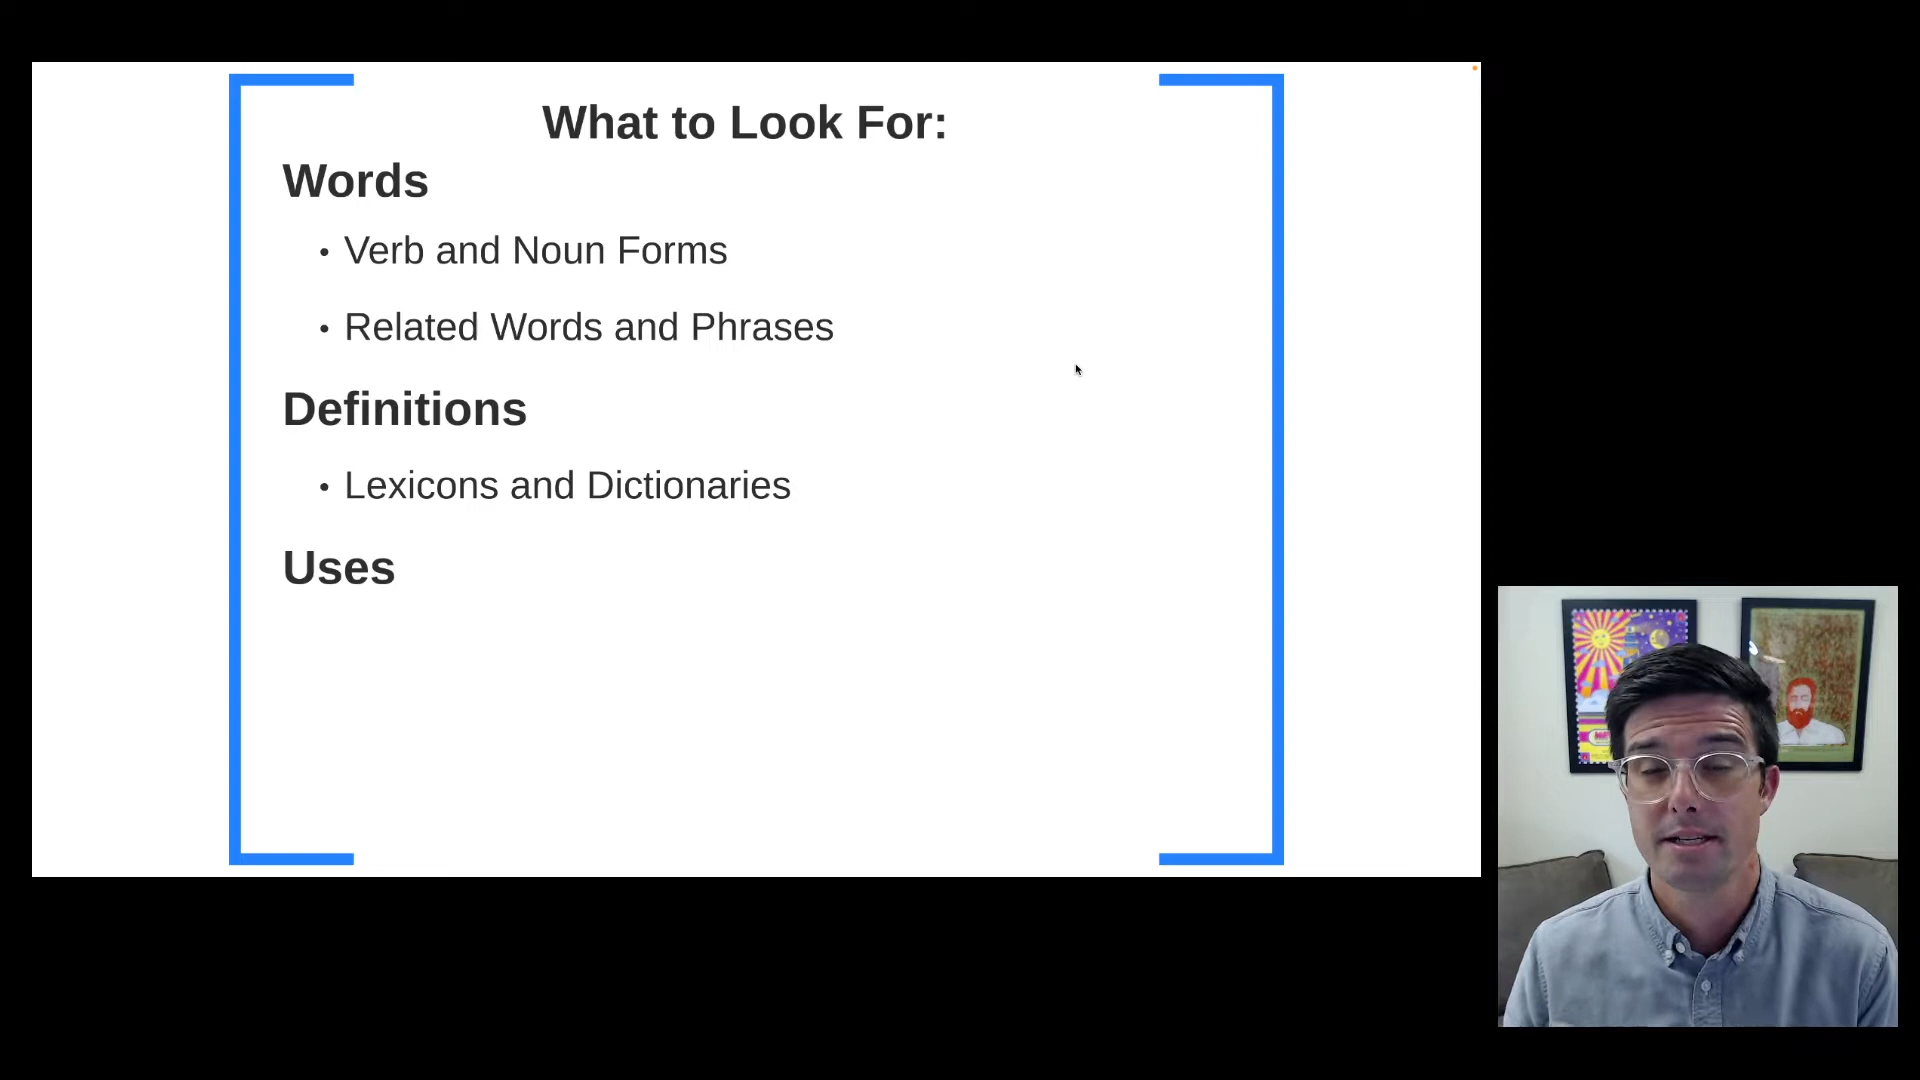 What to Look For:
Words
• Verb and Noun Forms
• Related Words and Phrases
Definitions
• Lexicons and Dictionaries
Uses